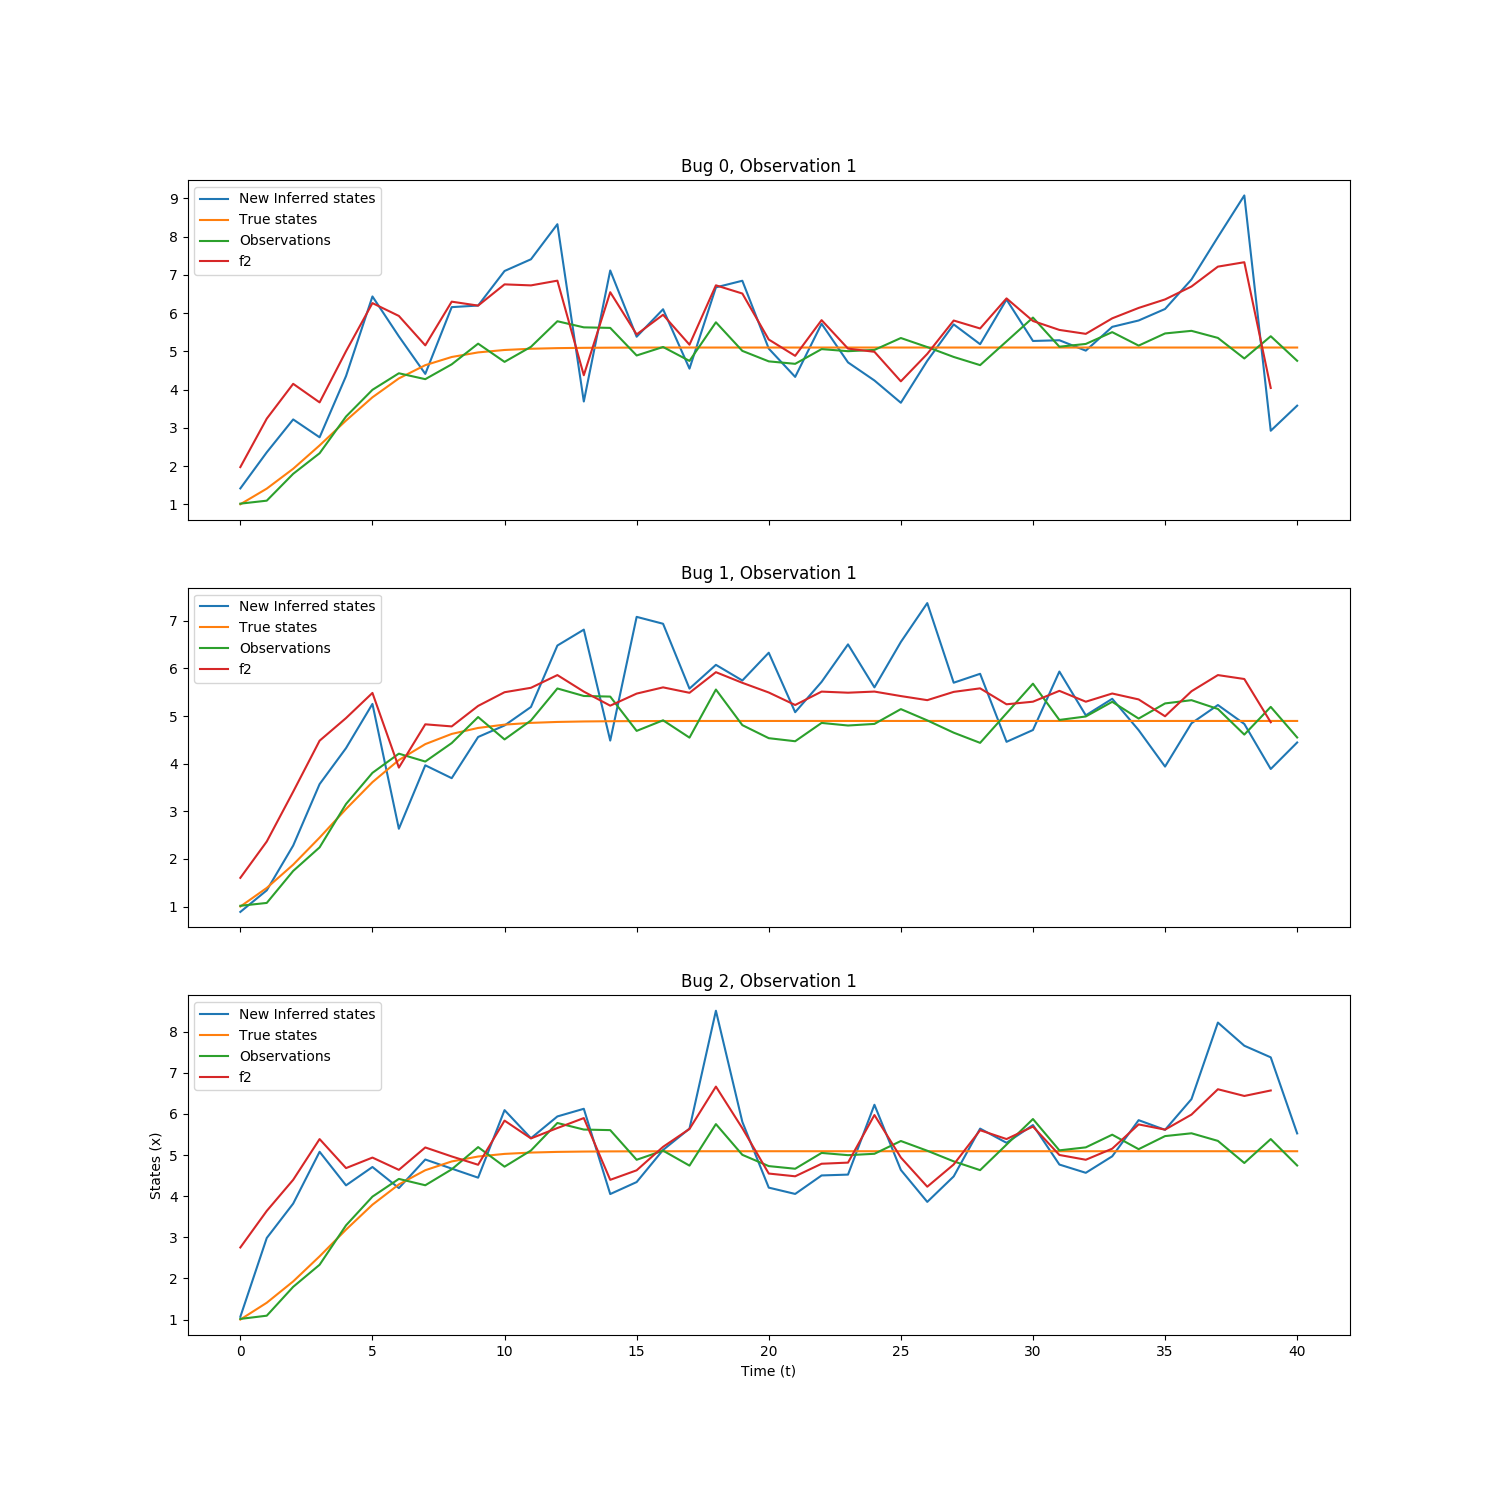 Bug 0, Observation 1
New Inferred states
True states
Observations
f2
9
8
7
6
5
4
3
2
1
Bug 1, Observation 1
New Inferred states
True states
Observations
f2
7
6
5
4
3
2
1
Bug 2, Observation 1
New Inferred states
True states
Observations
f2
8
7
6
5
4
3
2
1
States (x)
0 5 10 15 20 25 30 35 40
Time (t)